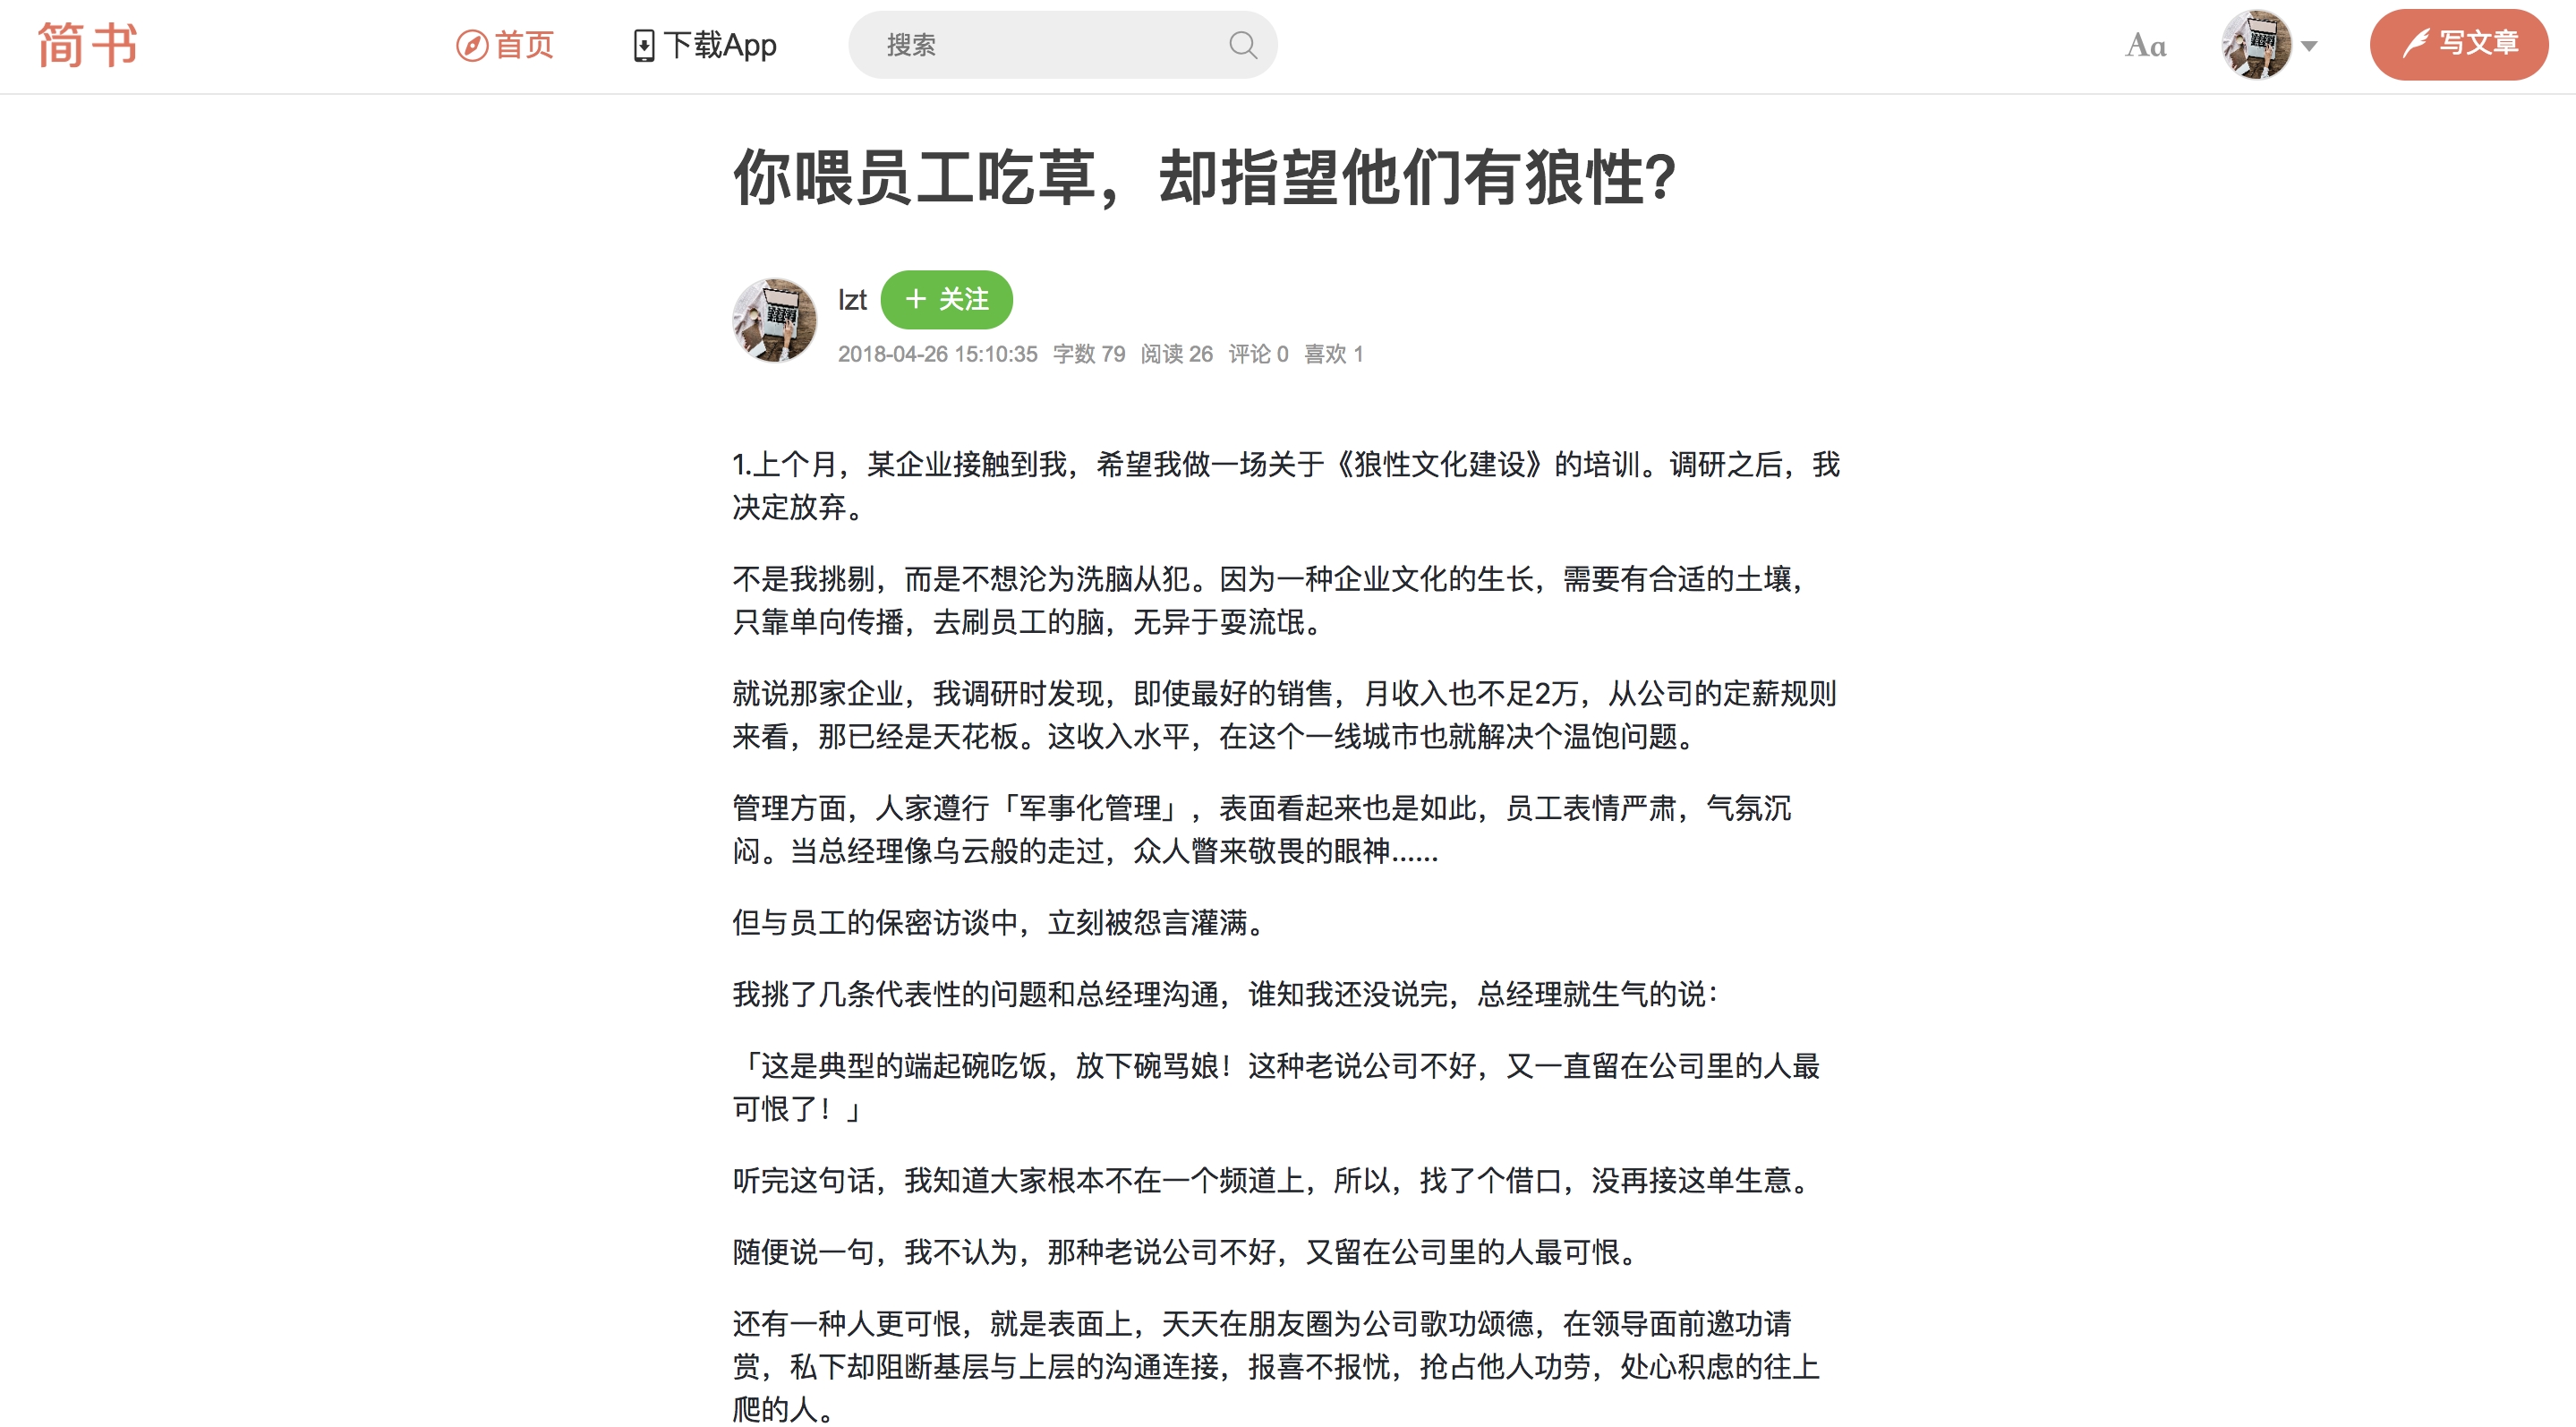 简书
首页
下载App
搜索
Aa
写文章
你喂员工吃草，却指望他们有狼性？
lzt
+ 关注
2018-04-26 15:10:35 字数 79 阅读 26 评论 0 喜欢 1
1.上个月，某企业接触到我，希望我做一场关于《狼性文化建设》的培训。调研之后，我
决定放弃。
不是我挑剔，而是不想沦为洗脑从犯。因为一种企业文化的生长，需要有合适的土壤，
只靠单向传播，去刷员工的脑，无异于耍流氓。
就说那家企业，我调研时发现，即使最好的销售，月收入也不足2万，从公司的定薪规则
来看，那已经是天花板。这收入水平，在这个一线城市也就解决个温饱问题。
管理方面，人家遵行「军事化管理」，表面看起来也是如此，员工表情严肃，气氛沉
闷。当总经理像乌云般的走过，众人瞥来敬畏的眼神……
但与员工的保密访谈中，立刻被怨言灌满。
我挑了几条代表性的问题和总经理沟通，谁知我还没说完，总经理就生气的说：
「这是典型的端起碗吃饭，放下碗骂娘！这种老说公司不好，又一直留在公司里的人最
可恨了！」
听完这句话，我知道大家根本不在一个频道上，所以，找了个借口，没再接这单生意。
随便说一句，我不认为，那种老说公司不好，又留在公司里的人最可恨。
还有一种人更可恨，就是表面上，天天在朋友圈为公司歌功颂德，在领导面前邀功请
赏，私下却阻断基层与上层的沟通连接，报喜不报忧，抢占他人功劳，处心积虑的往上
爬的人。